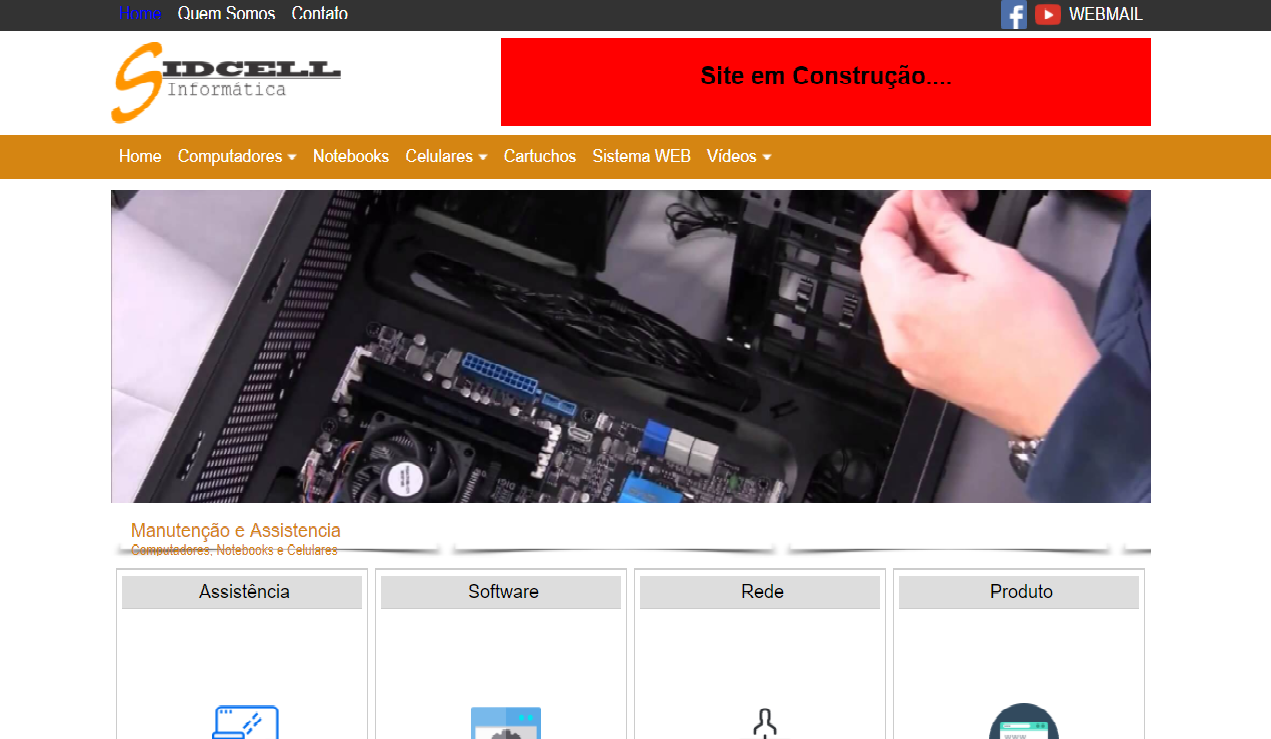 Home Quem Somos Contato WEBMAIL
SIDCELL
Informática
Site em Construção....
Home Computadores Notebooks Celulares Cartuchos Sistema WEB Vídeos
Manutenção e Assistencia
Computadores, Notebooks e Celulares
Assistência Software Rede Produto